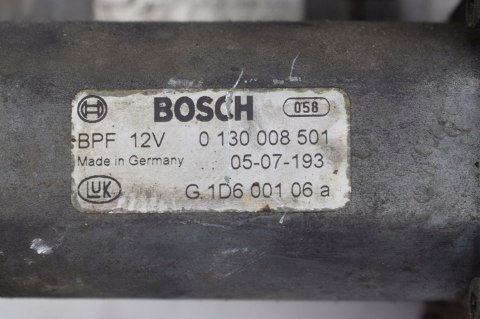 BOSCH 058
BPF 12V 0 130 008 501
Made in Germany 05-07-193
LUK G.1D6 001 06 a